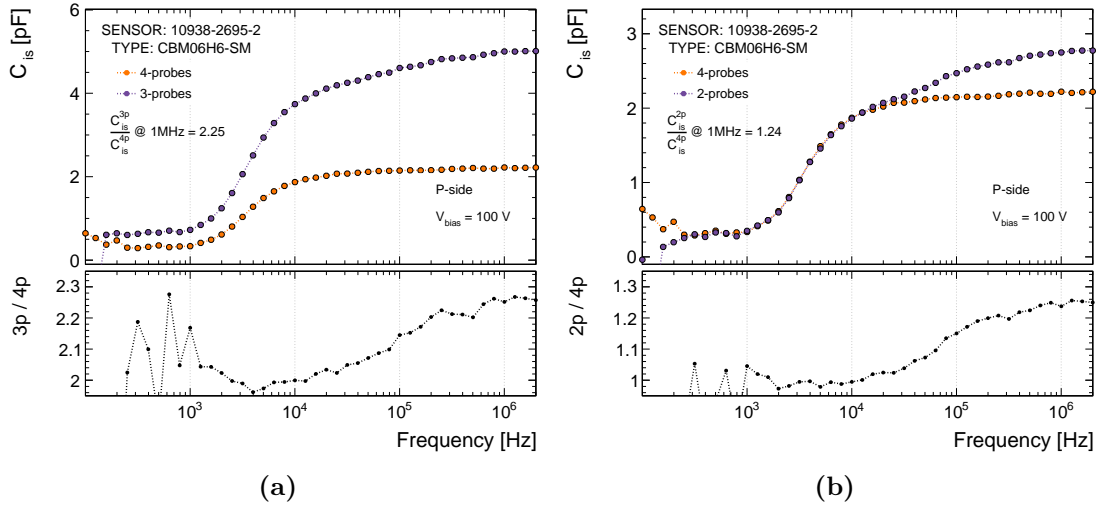 C_is [pF]
SENSOR: 10938-2695-2
TYPE: CBM06H6-SM
4-probes
3-probes
C_is^3p
C_is^4p
@ 1MHz = 2.25
P-side
V_bias = 100 V
6
4
2
0
3p / 4p
2.3
2.2
2.1
2
10^3
10^4
10^5
10^6
Frequency [Hz]
(a)
C_is [pF]
SENSOR: 10938-2695-2
TYPE: CBM06H6-SM
4-probes
2-probes
C_is^2p
C_is^4p
@ 1MHz = 1.24
P-side
V_bias = 100 V
3
2
1
0
2p / 4p
1.3
1.2
1.1
1
10^3
10^4
10^5
10^6
Frequency [Hz]
(b)